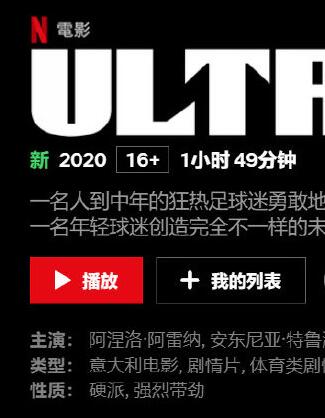 N 電影
ULTR
新 2020 16+ 1小时 49分钟
一名人到中年的狂热足球迷勇敢地
一名年轻球迷创造完全不一样的未
播放 我的列表
主演: 阿涅洛·阿雷纳, 安东尼亚·特鲁
类型: 意大利电影, 剧情片, 体育类剧
性质: 硬派, 强烈带劲